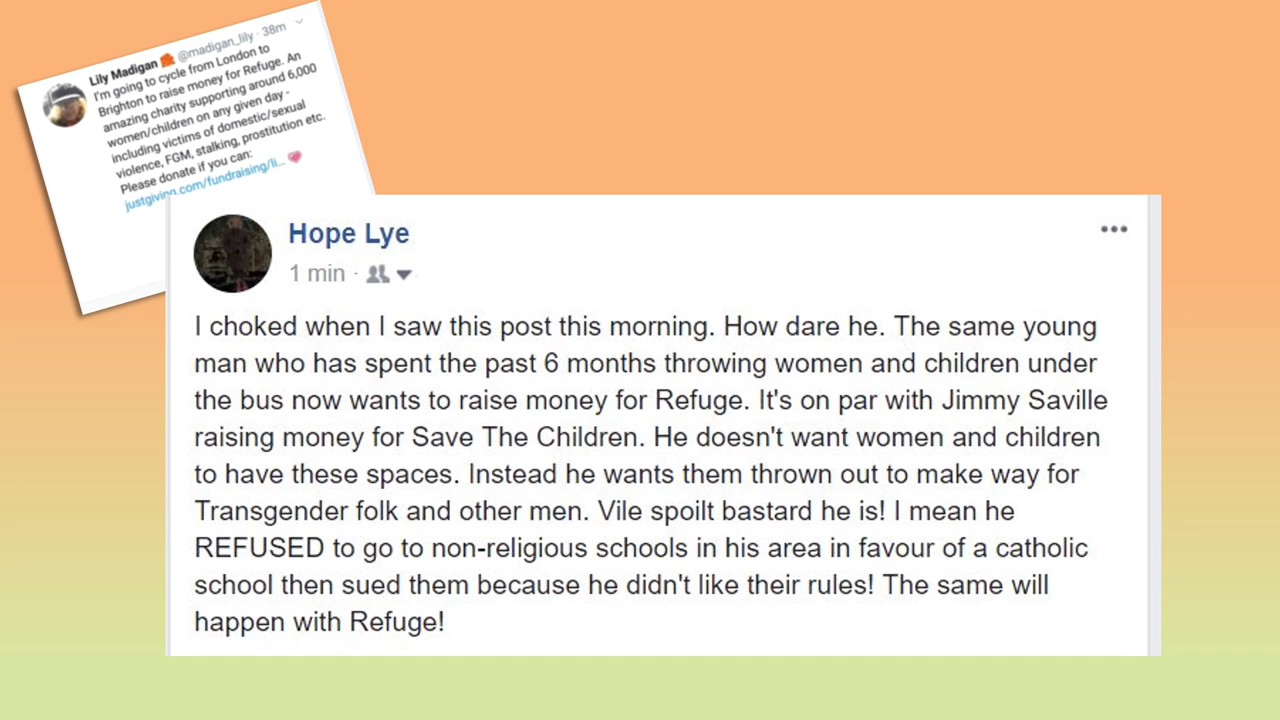 Lily Madigan @madigan_lily · 38m
I'm going to cycle from London to
Brighton to raise money for Refuge. An
amazing charity supporting around 6,000
women/children on any given day -
including victims of domestic/sexual
violence, FGM, stalking, prostitution etc.
Please donate if you can:
justgiving.com/fundraising/li...
Hope Lye
1 min ·
I choked when I saw this post this morning. How dare he. The same young
man who has spent the past 6 months throwing women and children under
the bus now wants to raise money for Refuge. It's on par with Jimmy Saville
raising money for Save The Children. He doesn't want women and children
to have these spaces. Instead he wants them thrown out to make way for
Transgender folk and other men. Vile spoilt bastard he is! I mean he
REFUSED to go to non-religious schools in his area in favour of a catholic
school then sued them because he didn't like their rules! The same will
happen with Refuge!